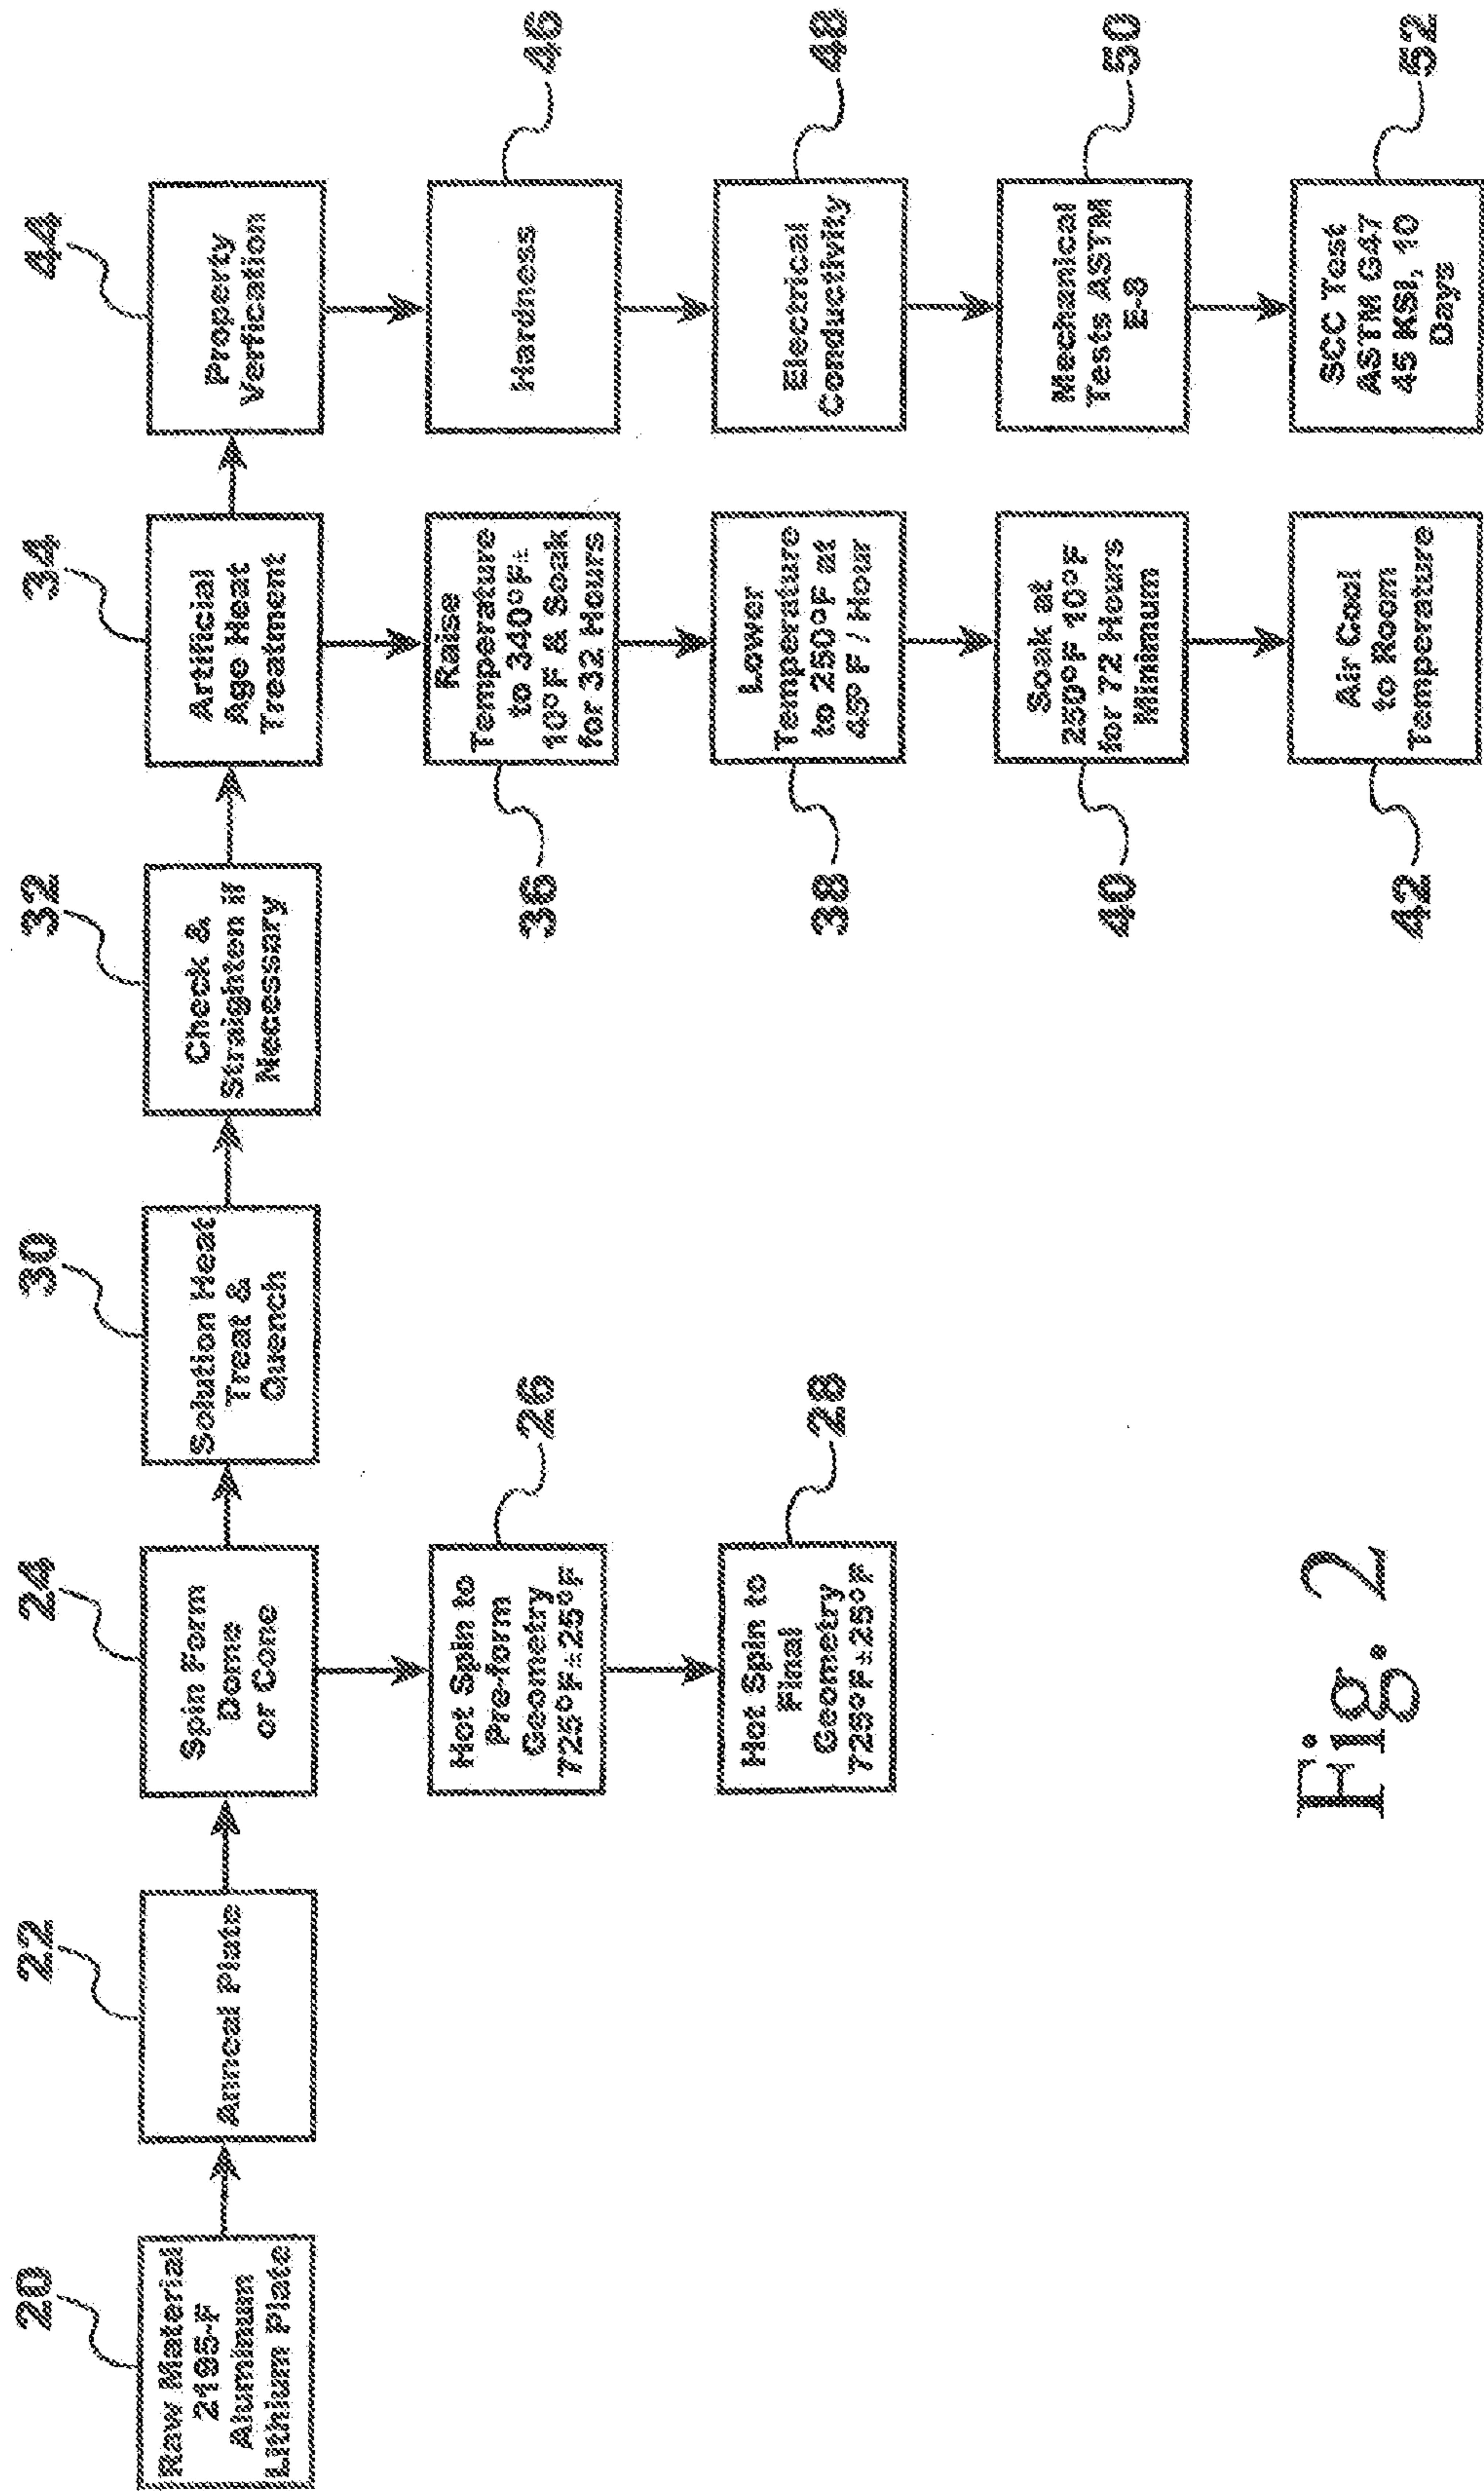 20
Raw Material
2195-F
Aluminum
Lithium Plate
22
Anneal Plate
24
Spin Form
Dome
or Cone
26
Hot Spin to
Pre-form
Geometry
725°F±25°F
28
Hot Spin to
Final
Geometry
725°F±25°F
30
Solution Heat
Treat &
Quench
32
Check &
Straighten if
Necessary
34
Artificial
Age Heat
Treatment
36
Raise
Temperature
to 340°F±
10°F & Soak
for 32 Hours
38
Lower
Temperature
to 250°F at
45°F / Hour
40
Soak at
250°F 10°F
for 72 Hours
Minimum
42
Air Cool
to Room
Temperature
44
Property
Verfication
46
Hardness
48
Electrical
Conductivity
50
Mechanical
Tests ASTM
E-8
52
SCC Test
ASTM G47
45 KSI, 10
Days
Fig. 2